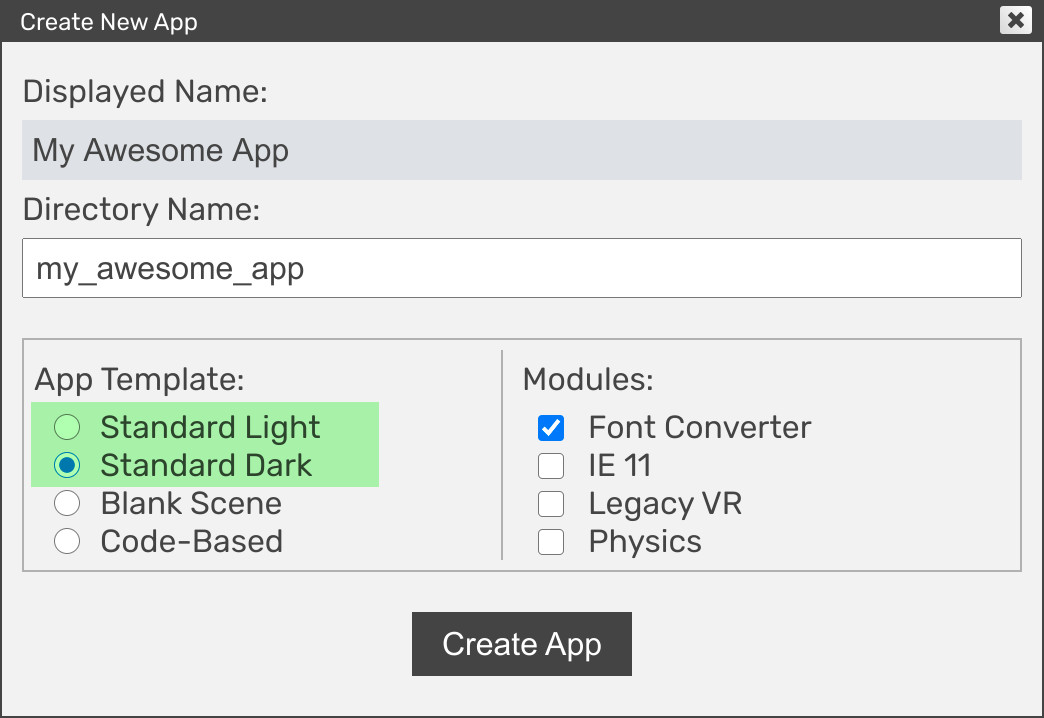 Create New App
Displayed Name:
My Awesome App
Directory Name:
my_awesome_app
App Template:
Standard Light
Standard Dark
Blank Scene
Code-Based
Modules:
Font Converter
IE 11
Legacy VR
Physics
Create App